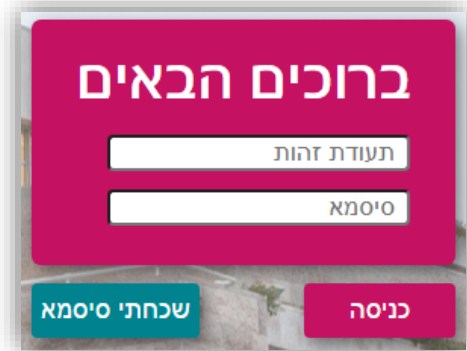 ברוכים הבאים
תעודת זהות
סיסמא
כניסה
שכחתי סיסמא